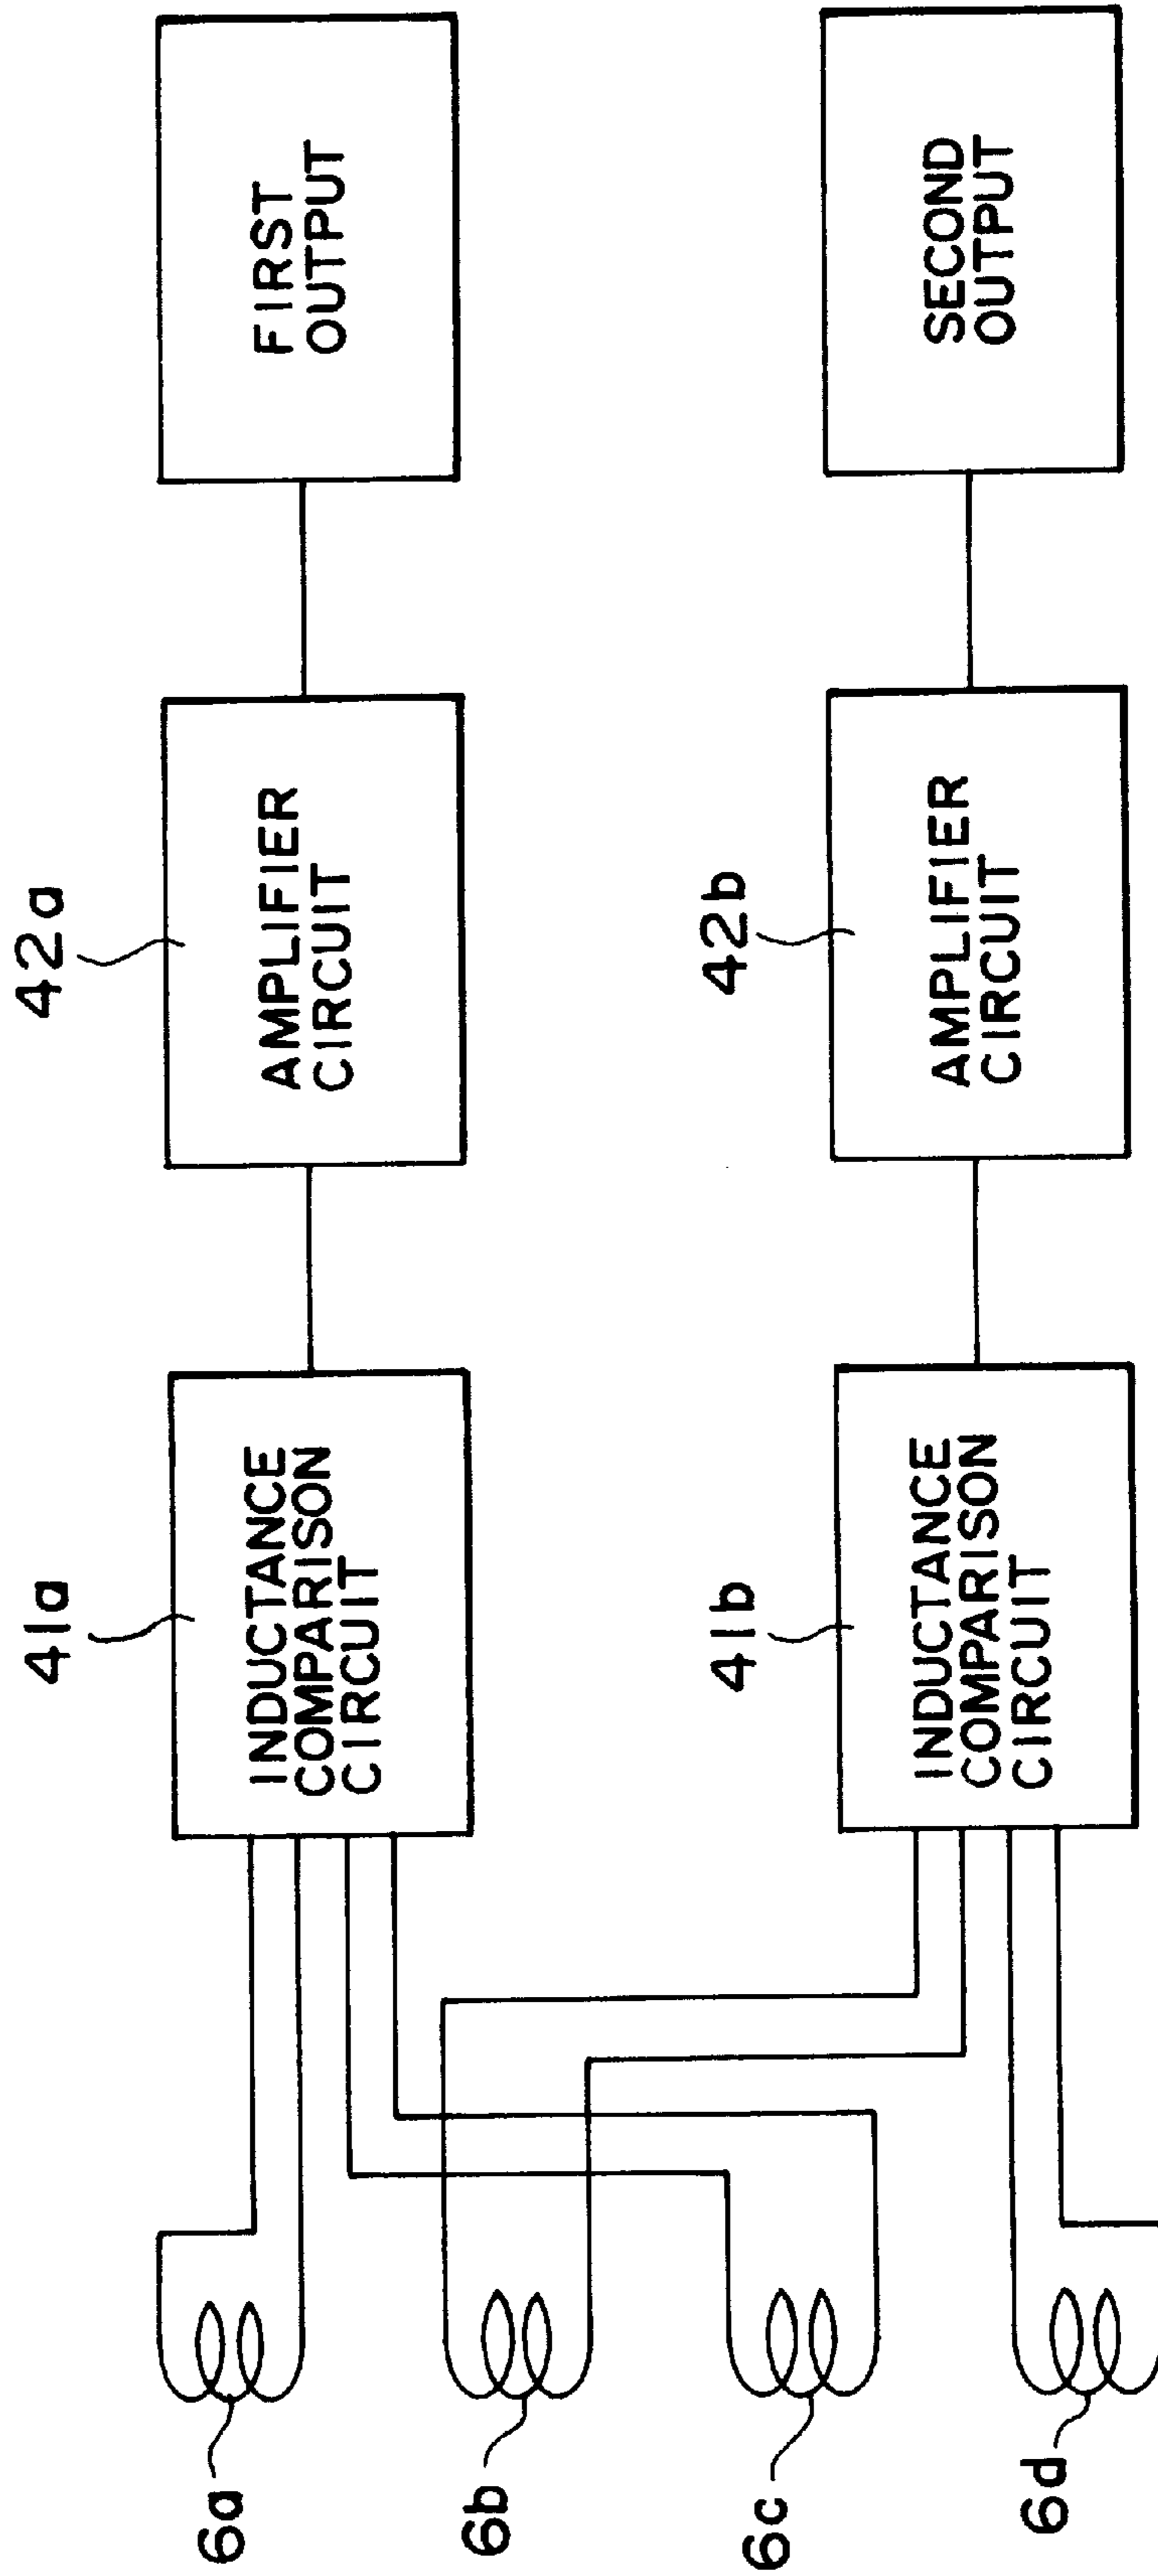 6a
6b
6c
6d
41a
INDUCTANCE
COMPARISON
CIRCUIT
42a
AMPLIFIER
CIRCUIT
FIRST
OUTPUT
41b
INDUCTANCE
COMPARISON
CIRCUIT
42b
AMPLIFIER
CIRCUIT
SECOND
OUTPUT